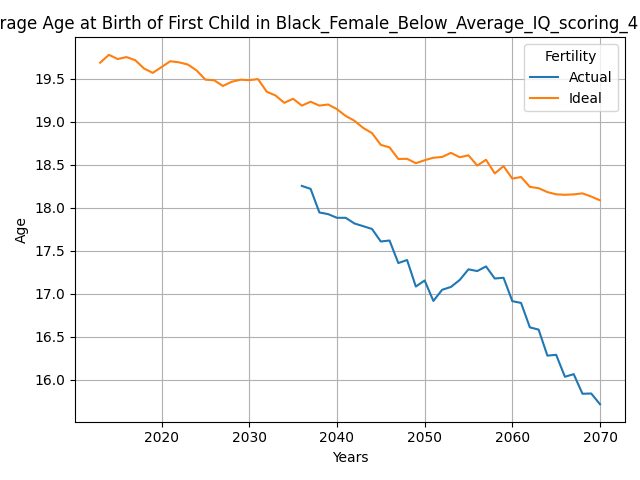 rage Age at Birth of First Child in Black_Female_Below_Average_IQ_scoring_4
Fertility
Actual
Ideal
19.5
19.0
18.5
18.0
17.5
17.0
16.5
16.0
Age
2020 2030 2040 2050 2060 2070
Years